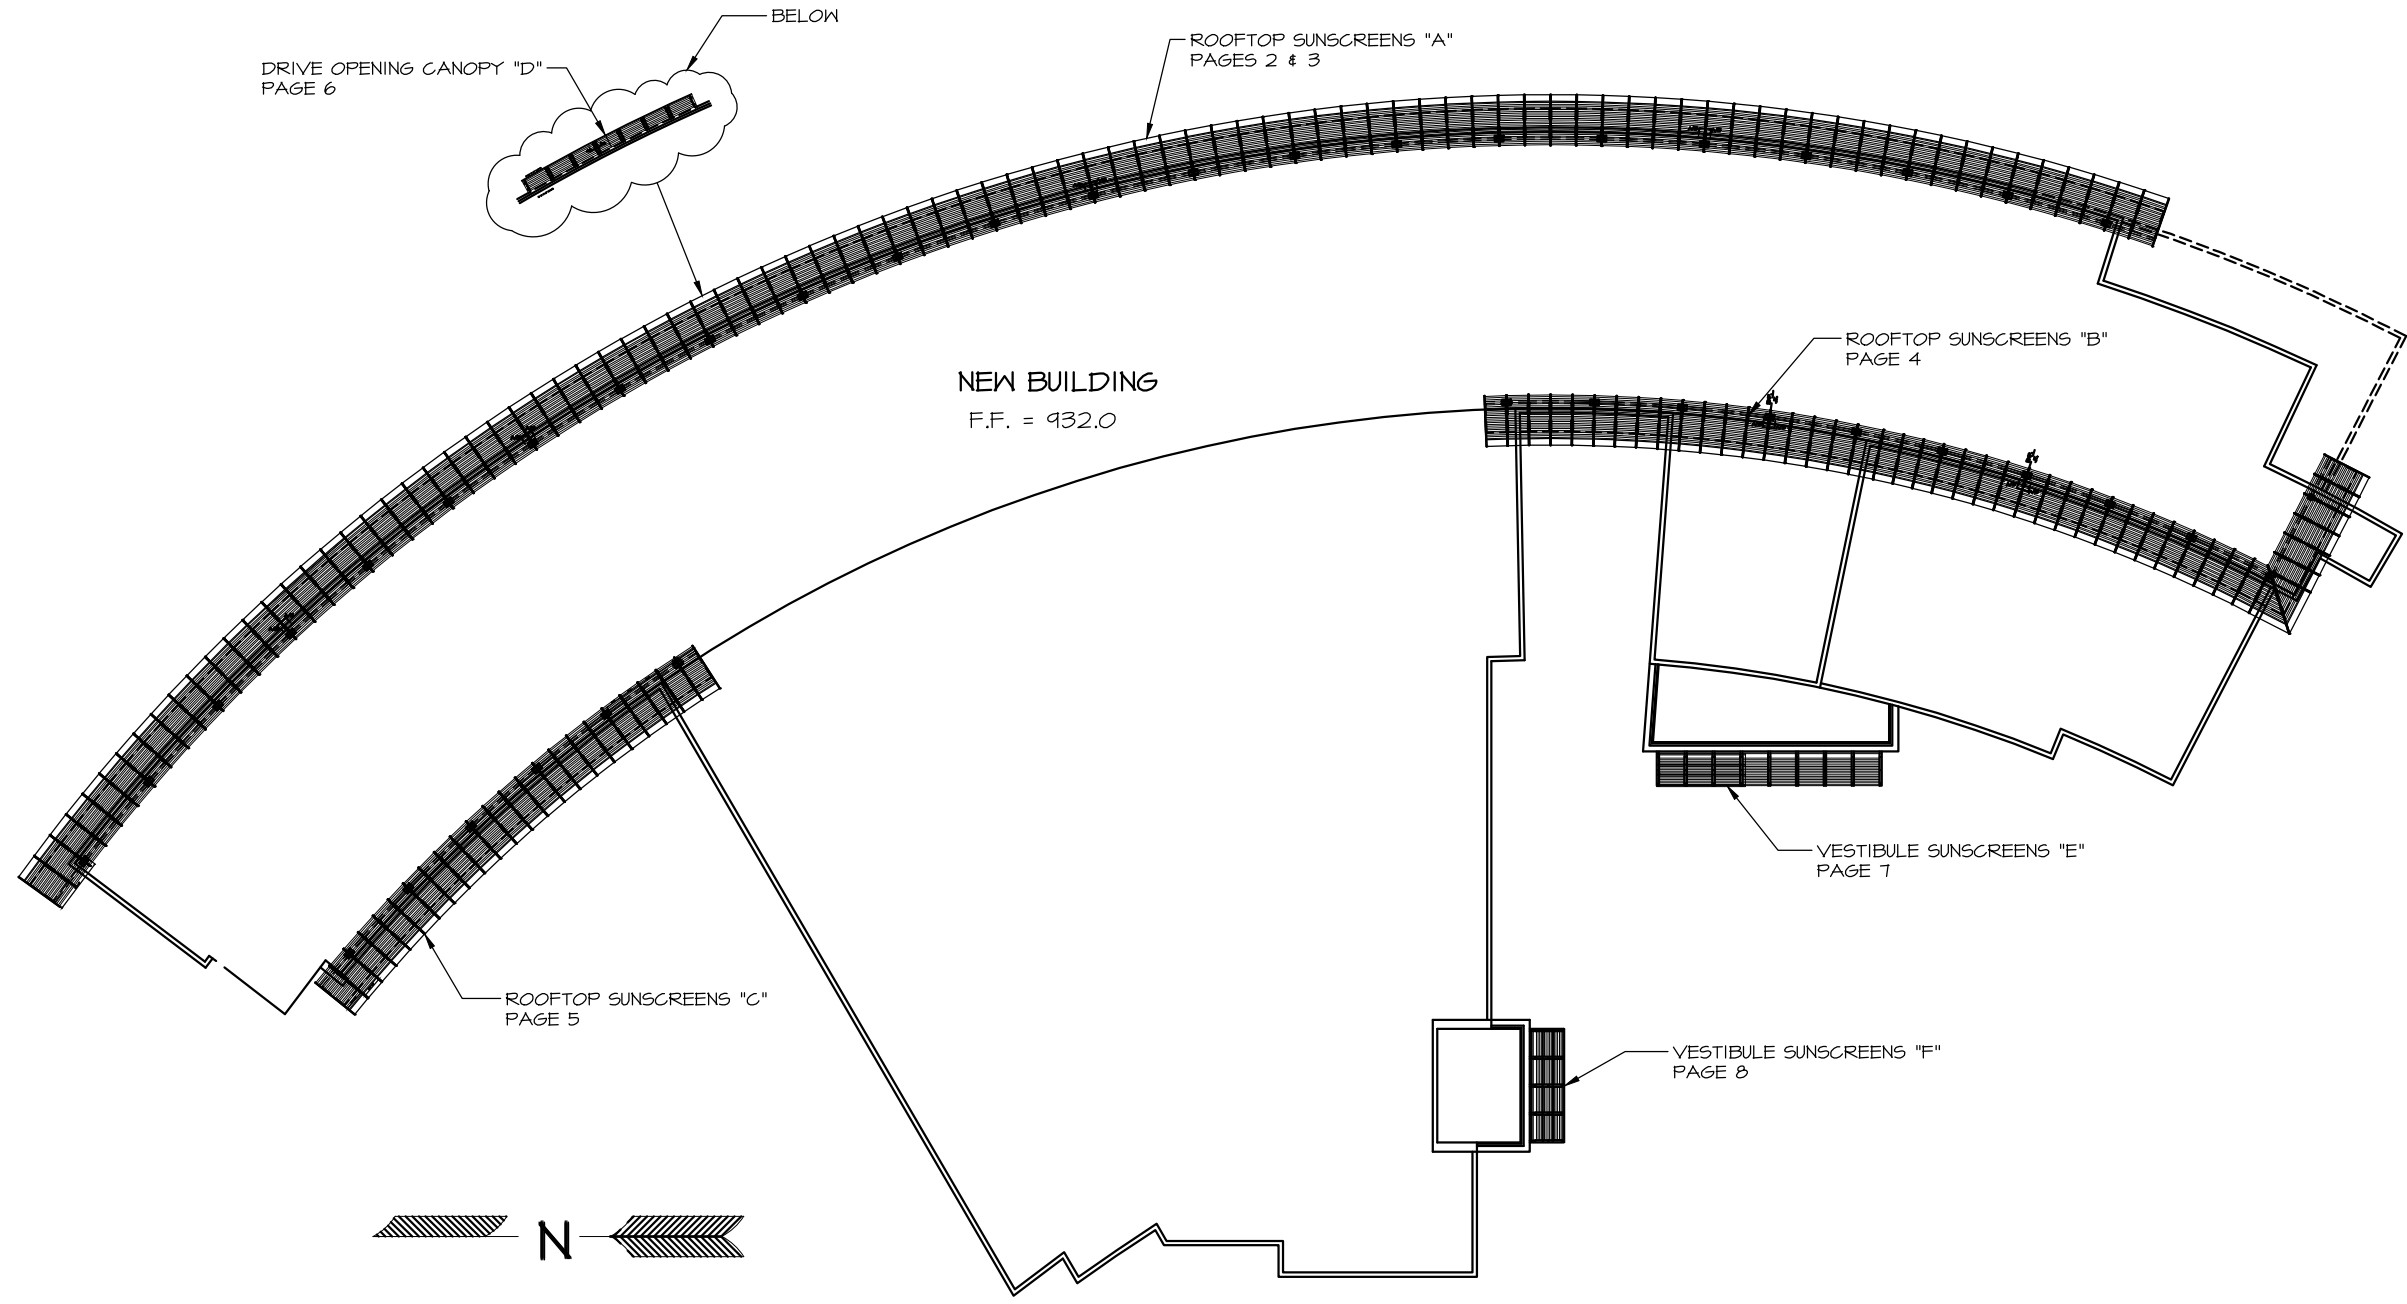 BELOW
DRIVE OPENING CANOPY "D"
PAGE 6
ROOFTOP SUNSCREENS "A"
PAGES 2 & 3
ROOFTOP SUNSCREENS "B"
PAGE 4
NEW BUILDING
F.F. = 932.0
VESTIBULE SUNSCREENS "E"
PAGE 7
ROOFTOP SUNSCREENS "C"
PAGE 5
VESTIBULE SUNSCREENS "F"
PAGE 8
N